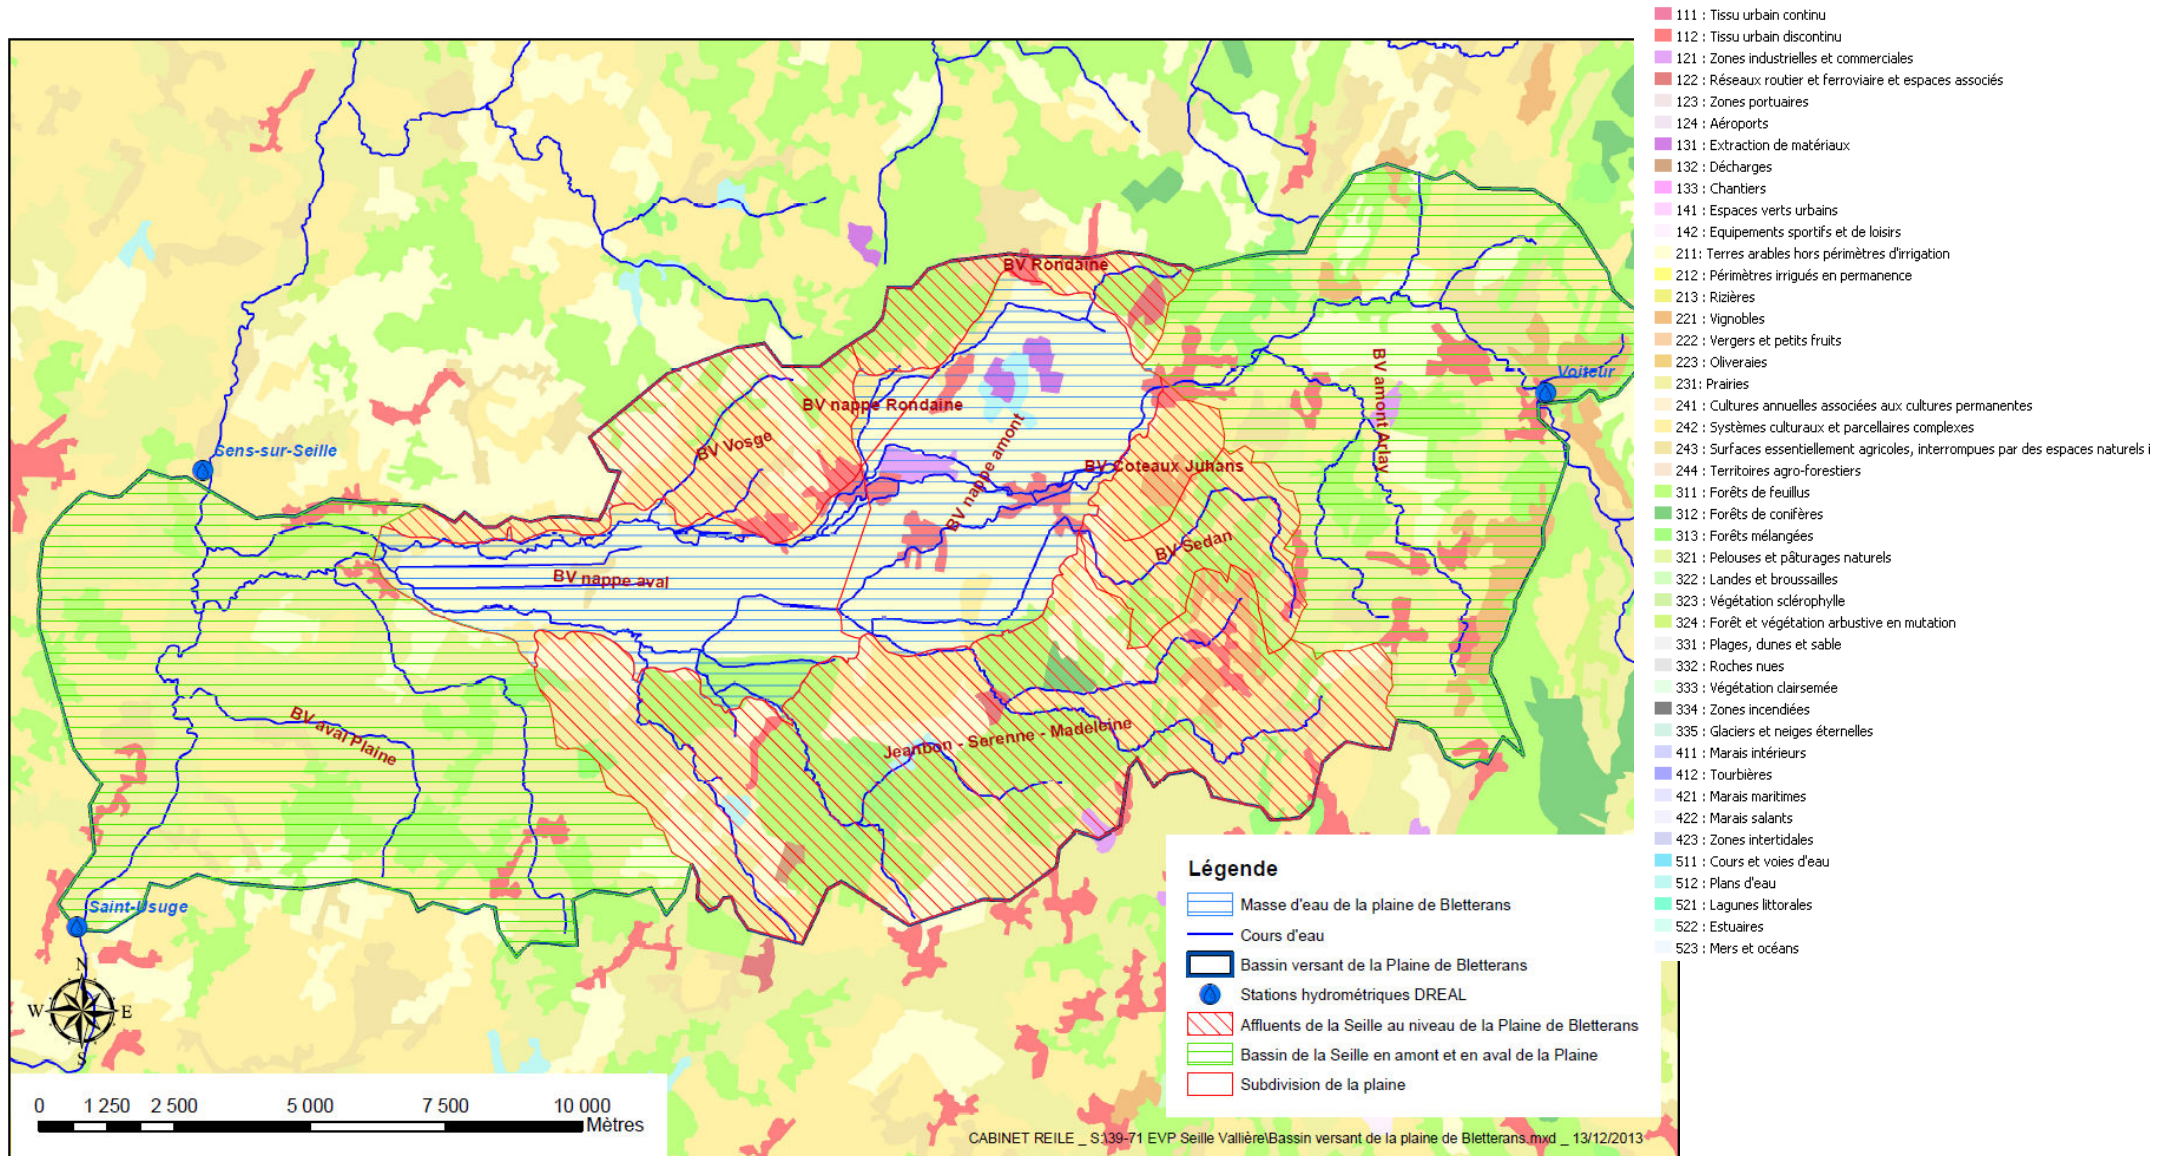 BV Rondaine
BV nappe Rondaine
BV Vosge
BV nappe amont
BV Coteaux Juhans
BV amont Arlay
Voiteur
Sens-sur-Seille
BV Sedan
BV nappe aval
BV aval Plaine
Jeanbon - Serenne - Madeleine
Saint-Usuge
N
W E
S
0 1 250 2 500 5 000 7 500 10 000
Mètres
Légende
Masse d'eau de la plaine de Bletterans
Cours d'eau
Bassin versant de la Plaine de Bletterans
Stations hydrométriques DREAL
Affluents de la Seille au niveau de la Plaine de Bletterans
Bassin de la Seille en amont et en aval de la Plaine
Subdivision de la plaine
CABINET REILE _ S:\39-71 EVP Seille Vallière\Bassin versant de la plaine de Bletterans.mxd _ 13/12/2013
111 : Tissu urbain continu
112 : Tissu urbain discontinu
121 : Zones industrielles et commerciales
122 : Réseaux routier et ferroviaire et espaces associés
123 : Zones portuaires
124 : Aéroports
131 : Extraction de matériaux
132 : Décharges
133 : Chantiers
141 : Espaces verts urbains
142 : Equipements sportifs et de loisirs
211: Terres arables hors périmètres d'irrigation
212 : Périmètres irrigués en permanence
213 : Rizières
221 : Vignobles
222 : Vergers et petits fruits
223 : Oliveraies
231: Prairies
241 : Cultures annuelles associées aux cultures permanentes
242 : Systèmes culturaux et parcellaires complexes
243 : Surfaces essentiellement agricoles, interrompues par des espaces naturels i
244 : Territoires agro-forestiers
311 : Forêts de feuillus
312 : Forêts de conifères
313 : Forêts mélangées
321 : Pelouses et pâturages naturels
322 : Landes et broussailles
323 : Végétation sclérophylle
324 : Forêt et végétation arbustive en mutation
331 : Plages, dunes et sable
332 : Roches nues
333 : Végétation clairsemée
334 : Zones incendiées
335 : Glaciers et neiges éternelles
411 : Marais intérieurs
412 : Tourbières
421 : Marais maritimes
422 : Marais salants
423 : Zones intertidales
511 : Cours et voies d'eau
512 : Plans d'eau
521 : Lagunes littorales
522 : Estuaires
523 : Mers et océans